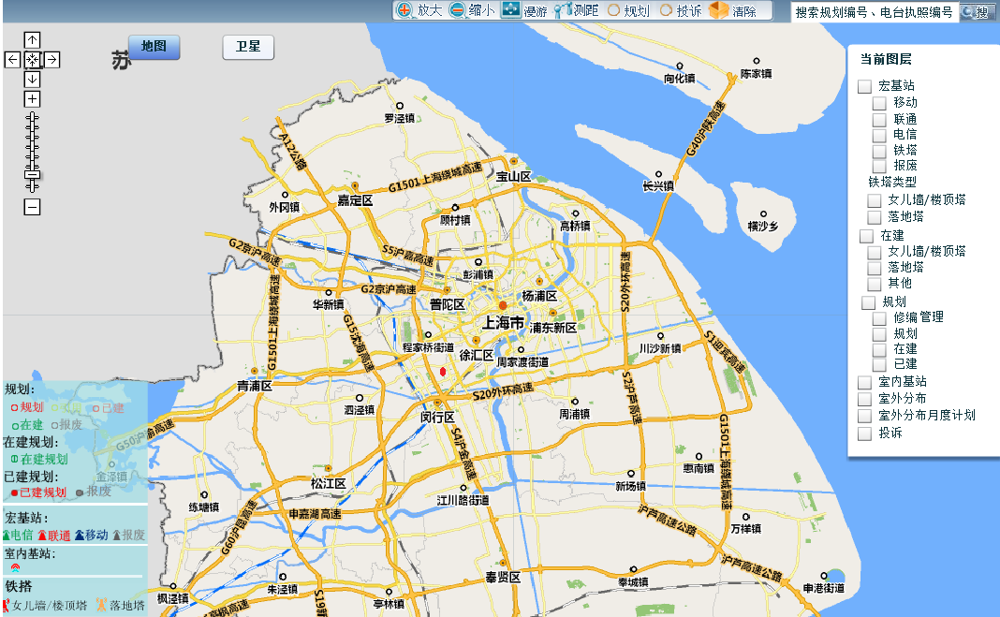 放大 缩小 漫游 测距 规划 投诉 清除
搜索规划编号、电台执照编号 搜
地图 卫星
苏
当前图层
宏基站
移动
联通
电信
铁塔
报废
铁塔类型
女儿墙/楼顶塔
落地塔
在建
女儿墙/楼顶塔
落地塔
其他
规划
修编管理
规划
在建
已建
室内基站
室外分布
室外分布月度计划
投诉
向化镇
陈家镇
G40沪陕高速
罗泾镇
A12公路
G1501上海绕城高速
宝山区
长兴镇
外冈镇
嘉定区
顾村镇
高桥镇
横沙乡
G2京沪高速
S5沪嘉高速
彭浦镇
S20外环高速
G1501上海绕城高速
G2京沪高速
华新镇
普陀区
杨浦区
上海市
浦东新区
G15沈海高速
程家桥街道
徐汇区
周家渡街道
川沙新镇
S1迎宾高速
青浦区
S20外环高速
S2沪芦高速
泗泾镇
闵行区
周浦镇
G50沪渝高速
S4沪金高速
G1501上海绕城高速
金泽镇
惠南镇
松江区
新场镇
练塘镇
江川路街道
申嘉湖高速
G60沪昆高速
沪芦高速公路
万祥镇
沪芦高速公路
奉贤区
奉城镇
申港街道
枫泾镇
朱泾镇
亭林镇
S19新
规划:
规划 已建
在建 报废
在建规划:
在建规划
已建规划:
已建规划 报废
宏基站:
电信 联通 移动 报废
室内基站:
铁塔
女儿墙/楼顶塔 落地塔